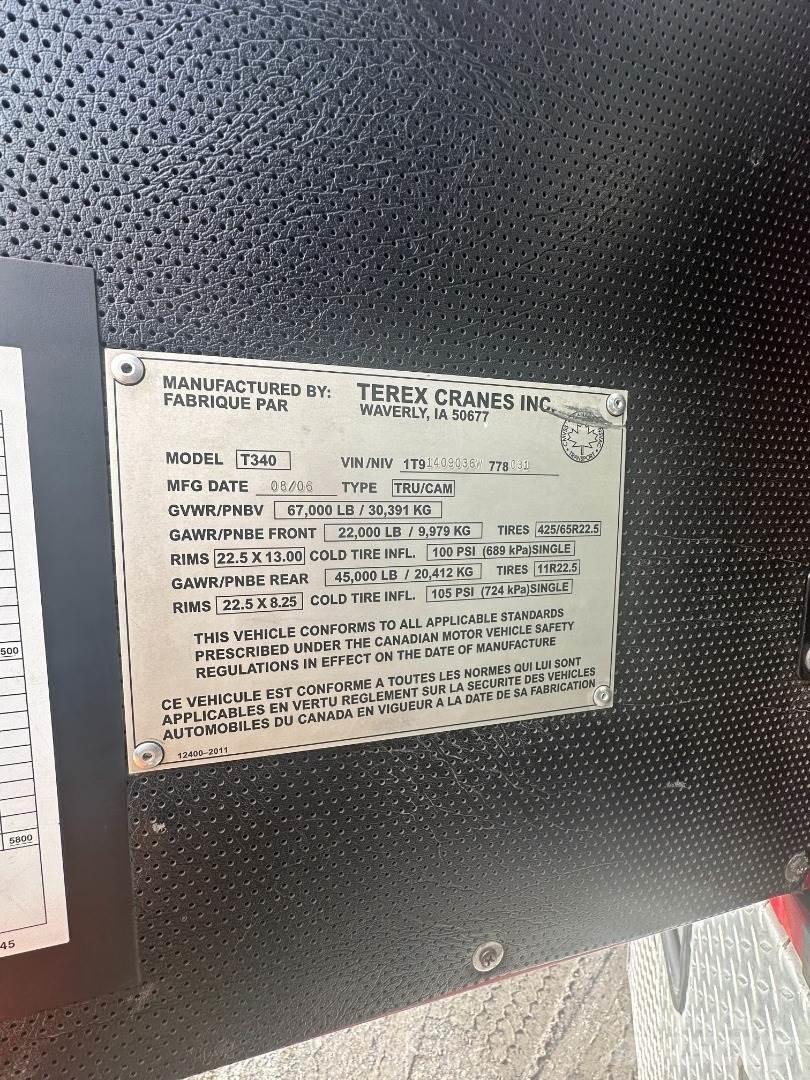 MANUFACTURED BY: TEREX CRANES INC.
FABRIQUE PAR WAVERLY, IA 50677
MODEL T340 VIN/NIV 1T91409036W 778031
MFG DATE 08/06 TYPE TRU/CAM
GVWR/PNBV 67,000 LB / 30,391 KG
GAWR/PNBE FRONT 22,000 LB / 9,979 KG TIRES 425/65R22.5
RIMS 22.5 X 13.00 COLD TIRE INFL. 100 PSI (689 kPa)SINGLE
GAWR/PNBE REAR 45,000 LB / 20,412 KG TIRES 11R22.5
RIMS 22.5 X 8.25 COLD TIRE INFL. 105 PSI (724 kPa)SINGLE
THIS VEHICLE CONFORMS TO ALL APPLICABLE STANDARDS
PRESCRIBED UNDER THE CANADIAN MOTOR VEHICLE SAFETY
REGULATIONS IN EFFECT ON THE DATE OF MANUFACTURE
CE VEHICULE EST CONFORME A TOUTES LES NORMES QUI LUI SONT
APPLICABLES EN VERTU REGLEMENT SUR LA SECURITE DES VEHICLES
AUTOMOBILES DU CANADA EN VIGUEUR A LA DATE DE SA FABRICATION
12400-2011
500
5800
45